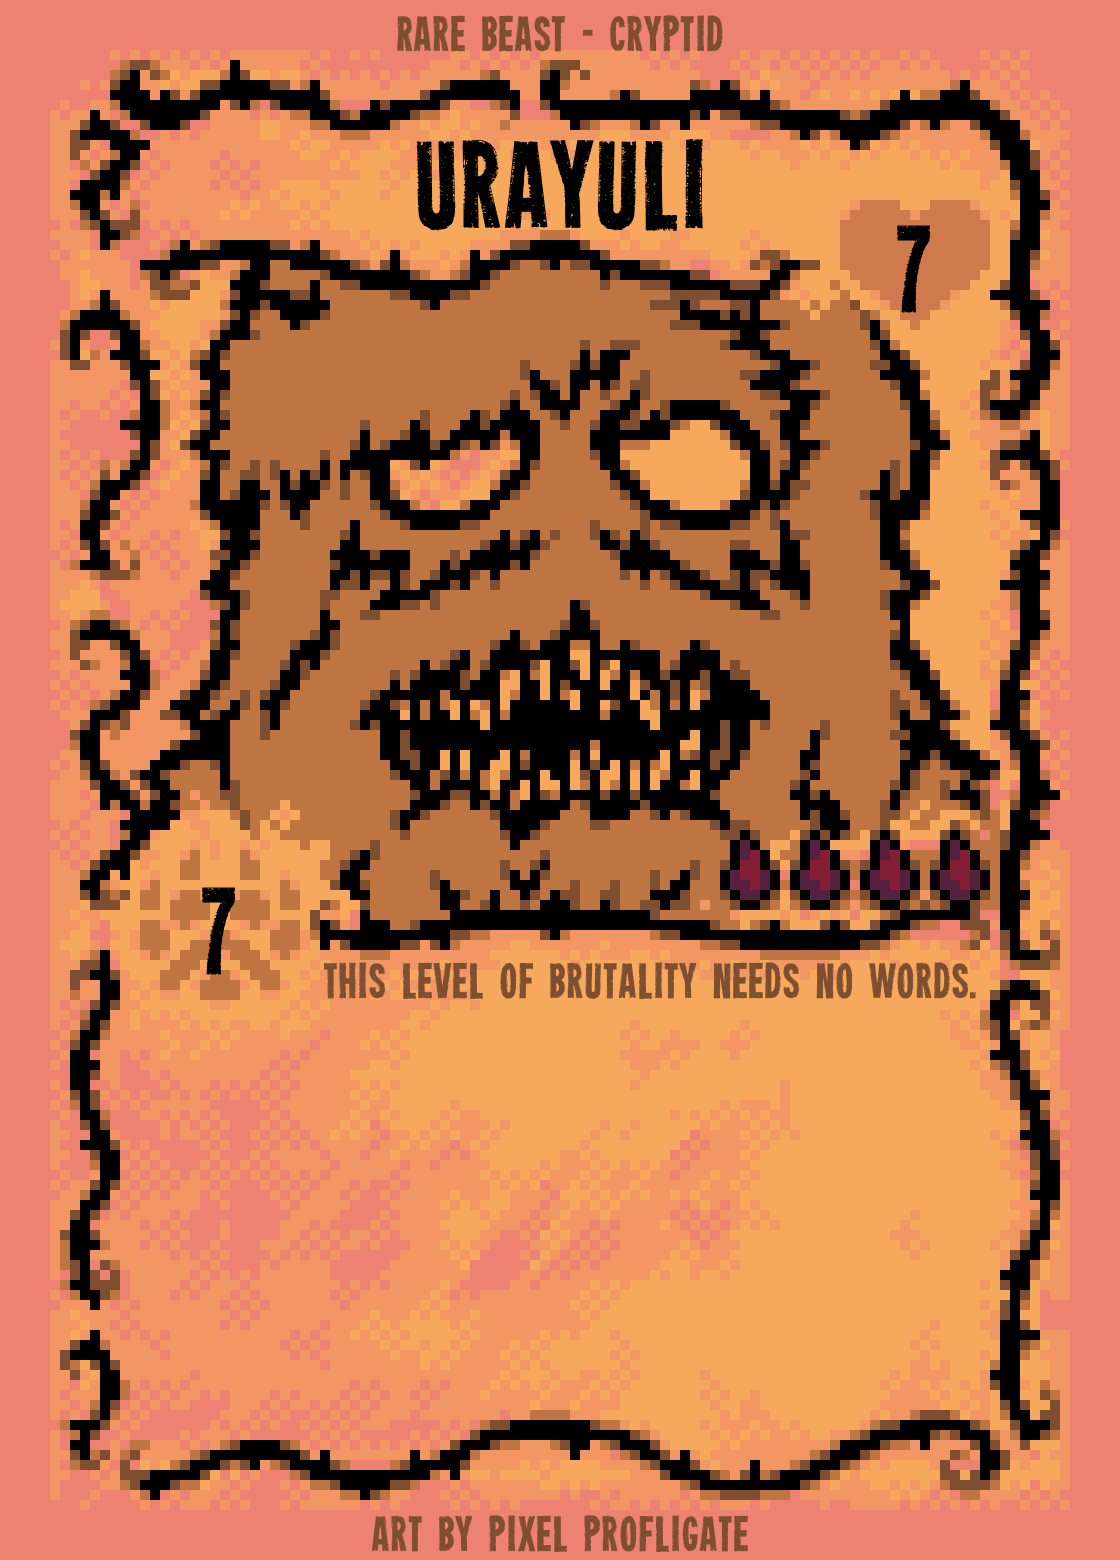 RARE BEAST - CRYPTID
URAYULI
7
7
THIS LEVEL OF BRUTALITY NEEDS NO WORDS.
ART BY PIXEL PROFLIGATE